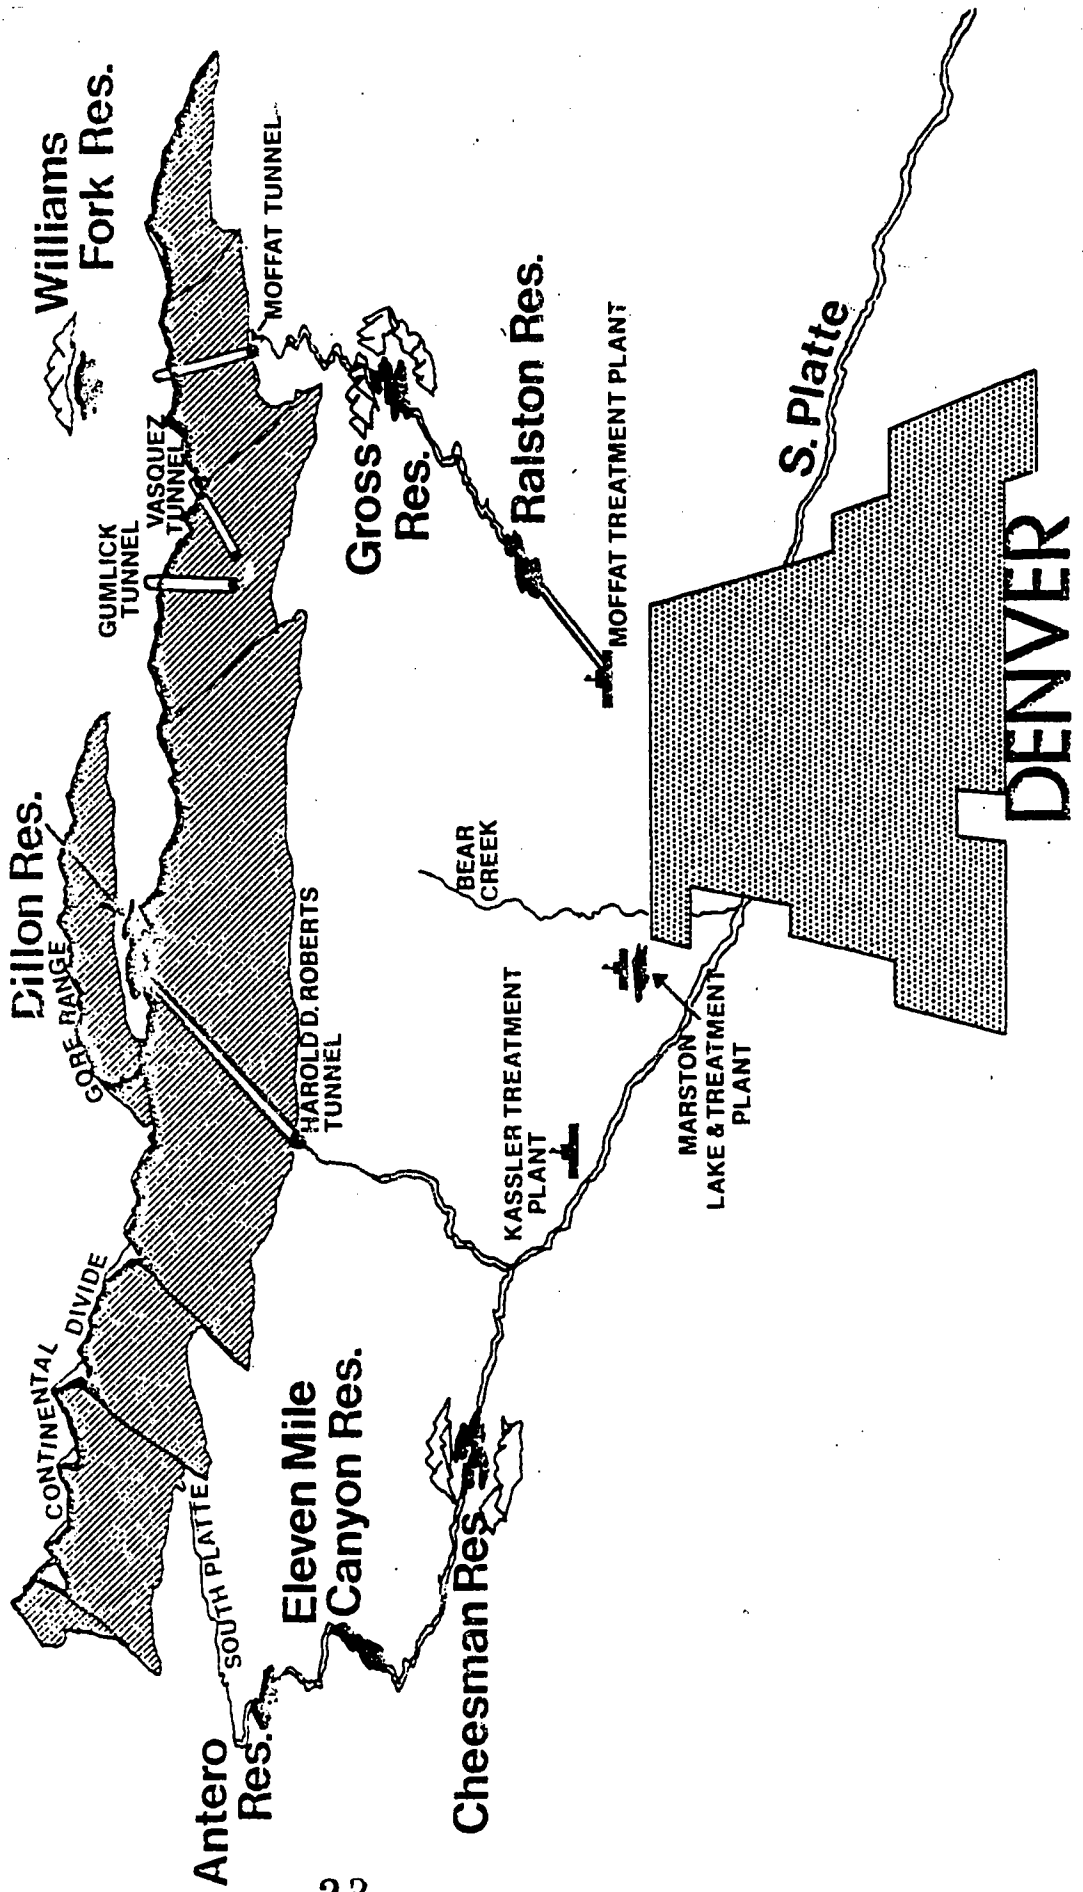 Williams
Fork Res.
MOFFAT TUNNEL
VASQUEZ
TUNNEL
GUMLICK
TUNNEL
Dillon Res.
GORE RANGE
CONTINENTAL DIVIDE
HAROLD D. ROBERTS
TUNNEL
SOUTH PLATTE
Antero
Res.
Eleven Mile
Canyon Res.
Cheesman Res.
Gross
Res.
Ralston Res.
MOFFAT TREATMENT PLANT
BEAR
CREEK
KASSLER TREATMENT
PLANT
MARSTON
LAKE & TREATMENT
PLANT
S. Platte
DENVER